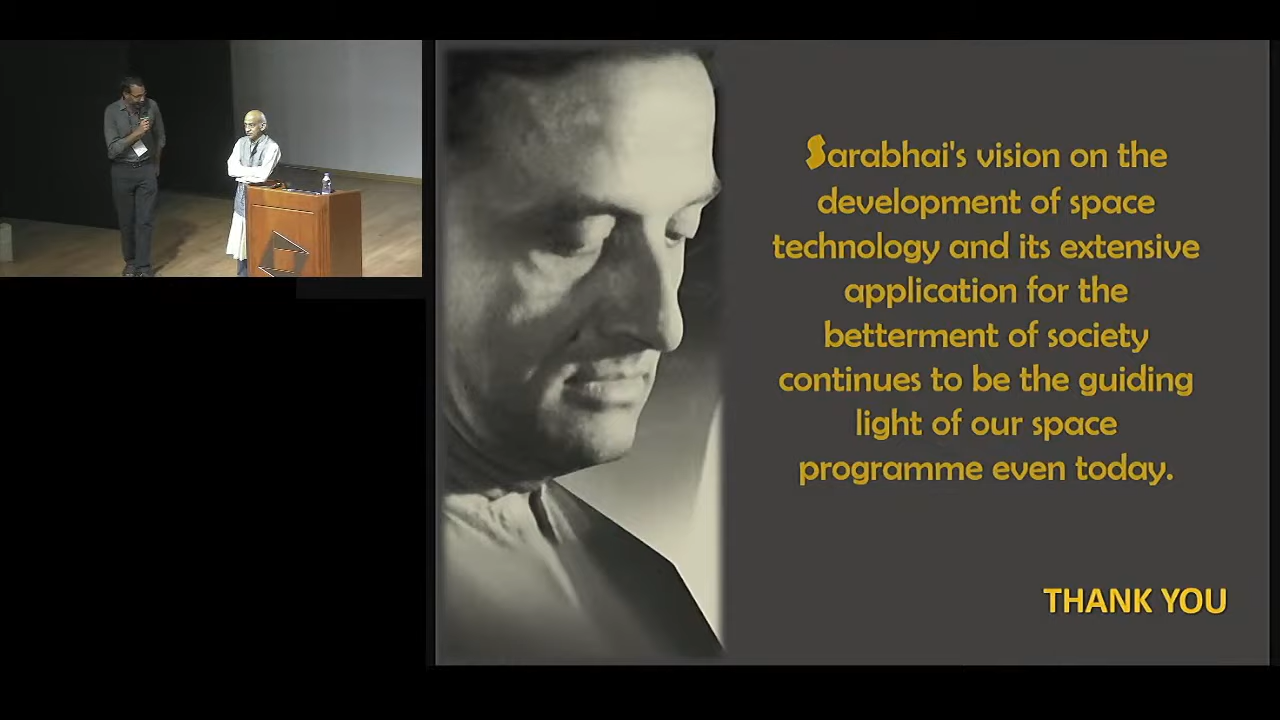 Sarabhai's vision on the
development of space
technology and its extensive
application for the
betterment of society
continues to be the guiding
light of our space
programme even today.
THANK YOU